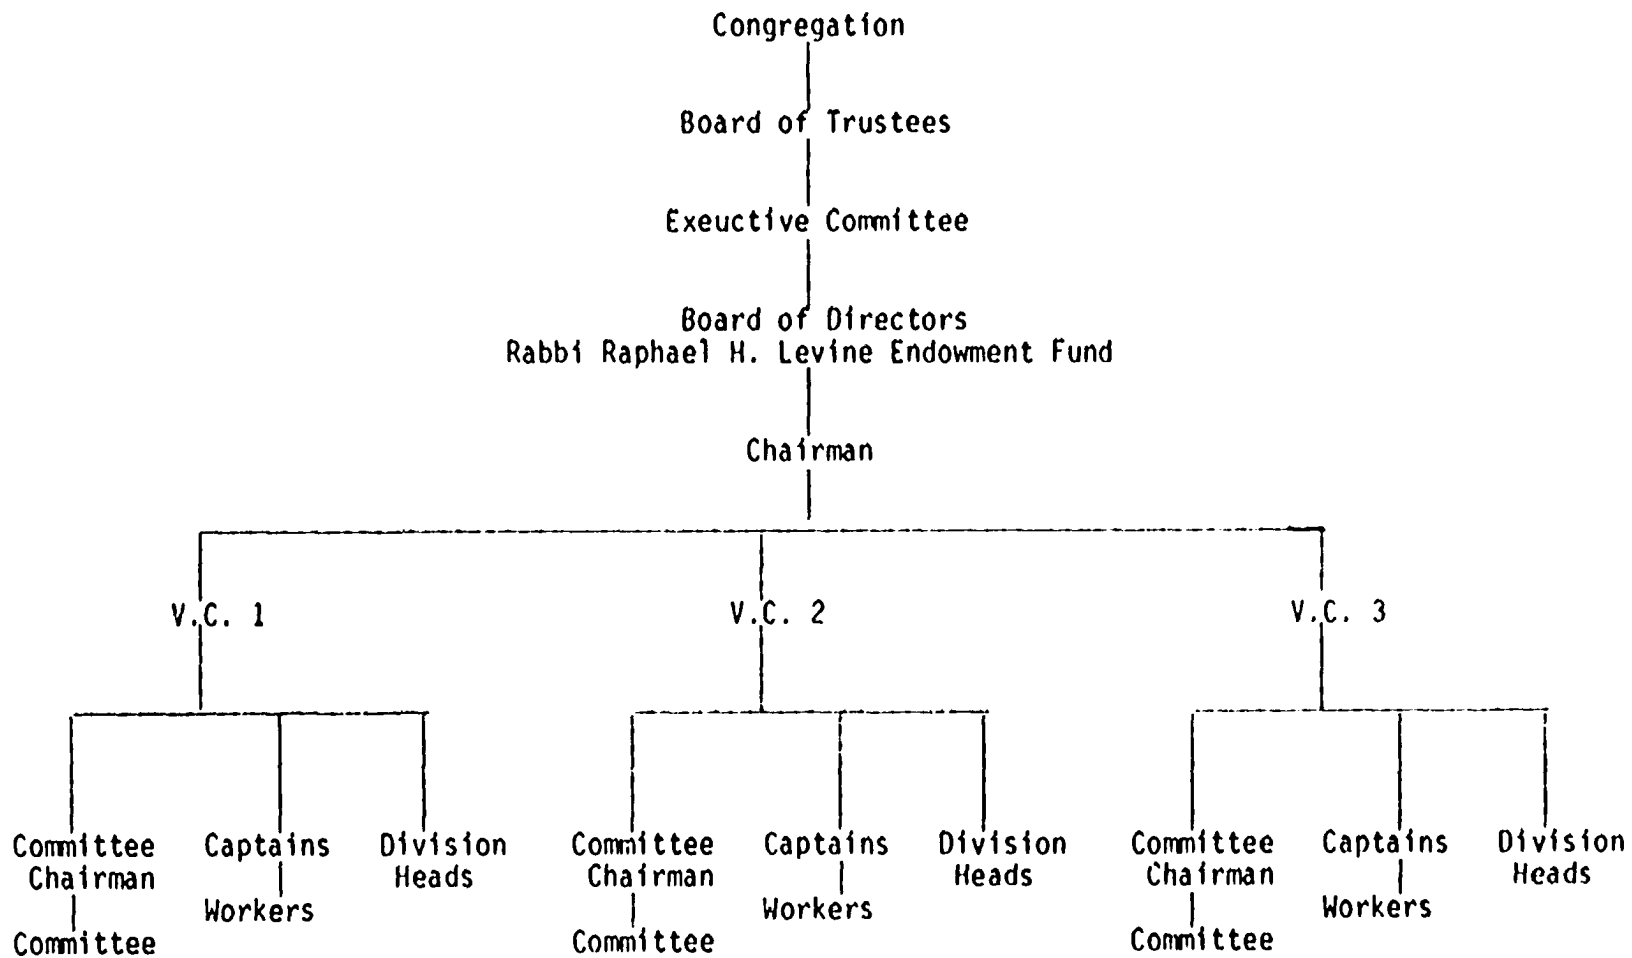 Congregation
Board of Trustees
Exeuctive Committee
Board of Directors
Rabbi Raphael H. Levine Endowment Fund
Chairman
V.C. 1 V.C. 2 V.C. 3
Committee Captains Division Committee Captains Division Committee Captains Division
Chairman Heads Chairman Heads Chairman Heads
Workers Workers Workers
Committee Committee Committee